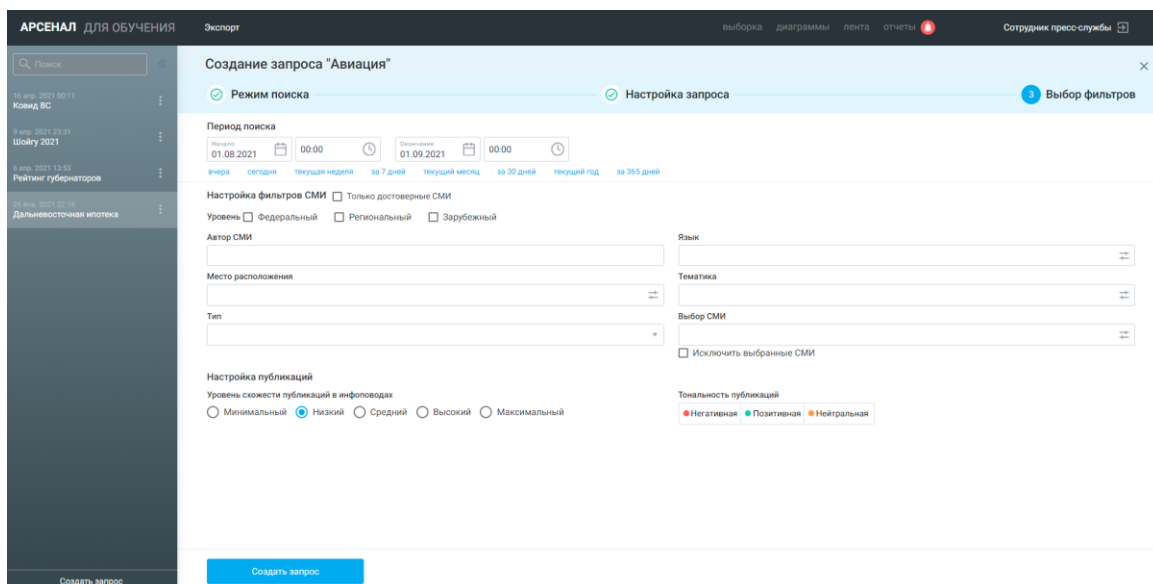 АРСЕНАЛ ДЛЯ ОБУЧЕНИЯ Экспорт выборка диаграммы лента отчеты Сотрудник пресс-службы
Поиск
16 апр. 2021 00:11
Ковид ВС
9 апр. 2021 23:31
Шойгу 2021
6 апр. 2021 13:53
Рейтинг губернаторов
26 янв. 2021 22:16
Дальневосточная ипотека
Создать запрос
Создание запроса "Авиация"
Режим поиска Настройка запроса 3 Выбор фильтров
Период поиска
Начало Окончание
01.08.2021 00:00 01.09.2021 00:00
вчера сегодня текущая неделя за 7 дней текущий месяц за 30 дней текущий год за 365 дней
Настройка фильтров СМИ Только достоверные СМИ
Уровень Федеральный Региональный Зарубежный
Автор СМИ Язык
Место расположения Тематика
Тип Выбор СМИ
Исключить выбранные СМИ
Настройка публикаций
Уровень схожести публикаций в инфоповодах Тональность публикаций
Минимальный Низкий Средний Высокий Максимальный Негативная Позитивная Нейтральная
Создать запрос